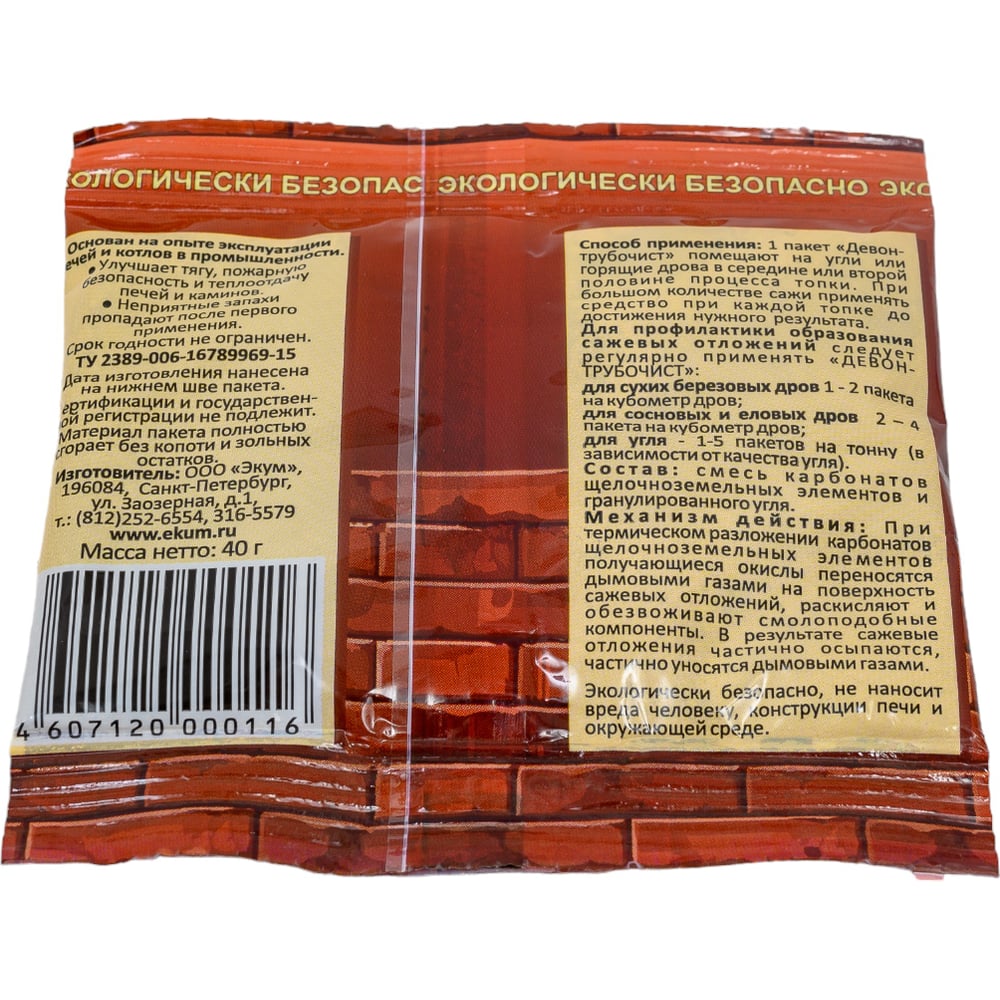 КОЛОГИЧЕСКИ БЕЗОПАС ЭКОЛОГИЧЕСКИ БЕЗОПАСНО ЭКО
Основан на опыте эксплуатации
ечей и котлов в промышленности.
• Улучшает тягу, пожарную
безопасность и теплоотдачу
печей и каминов.
• Неприятные запахи
пропадают после первого
применения.
Срок годности не ограничен.
ТУ 2389-006-16789969-15
Дата изготовления нанесена
на нижнем шве пакета.
ертификации и государствен-
ой регистрации не подлежит.
Материал пакета полностью
сгорает без копоти и зольных
остатков.
Изготовитель: ООО «Экум»,
196084, Санкт-Петербург,
ул. Заозерная, д.1,
т.: (812)252-6554, 316-5579
www.ekum.ru
Масса нетто: 40 г
4 607120 000116
Способ применения: 1 пакет «Девон-
трубочист» помещают на угли или
горящие дрова в середине или второй
половине процесса топки. При
большом количестве сажи применять
средство при каждой топке до
достижения нужного результата.
Для профилактики образования
сажевых отложений следует
регулярно применять «ДЕВОН-
ТРУБОЧИСТ»:
для сухих березовых дров 1 - 2 пакета
на кубометр дров;
для сосновых и еловых дров 2 – 4
пакета на кубометр дров;
для угля - 1-5 пакетов на тонну (в
зависимости от качества угля).
Состав: смесь карбонатов
щелочноземельных элементов и
гранулированного угля.
Механизм действия: При
термическом разложении карбонатов
щелочноземельных элементов
получающиеся окислы переносятся
дымовыми газами на поверхность
сажевых отложений, раскисляют и
обезвоживают смолоподобные
компоненты. В результате сажевые
отложения частично осыпаются,
частично уносятся дымовыми газами.
Экологически безопасно, не наносит
вреда человеку, конструкции печи и
окружающей среде.